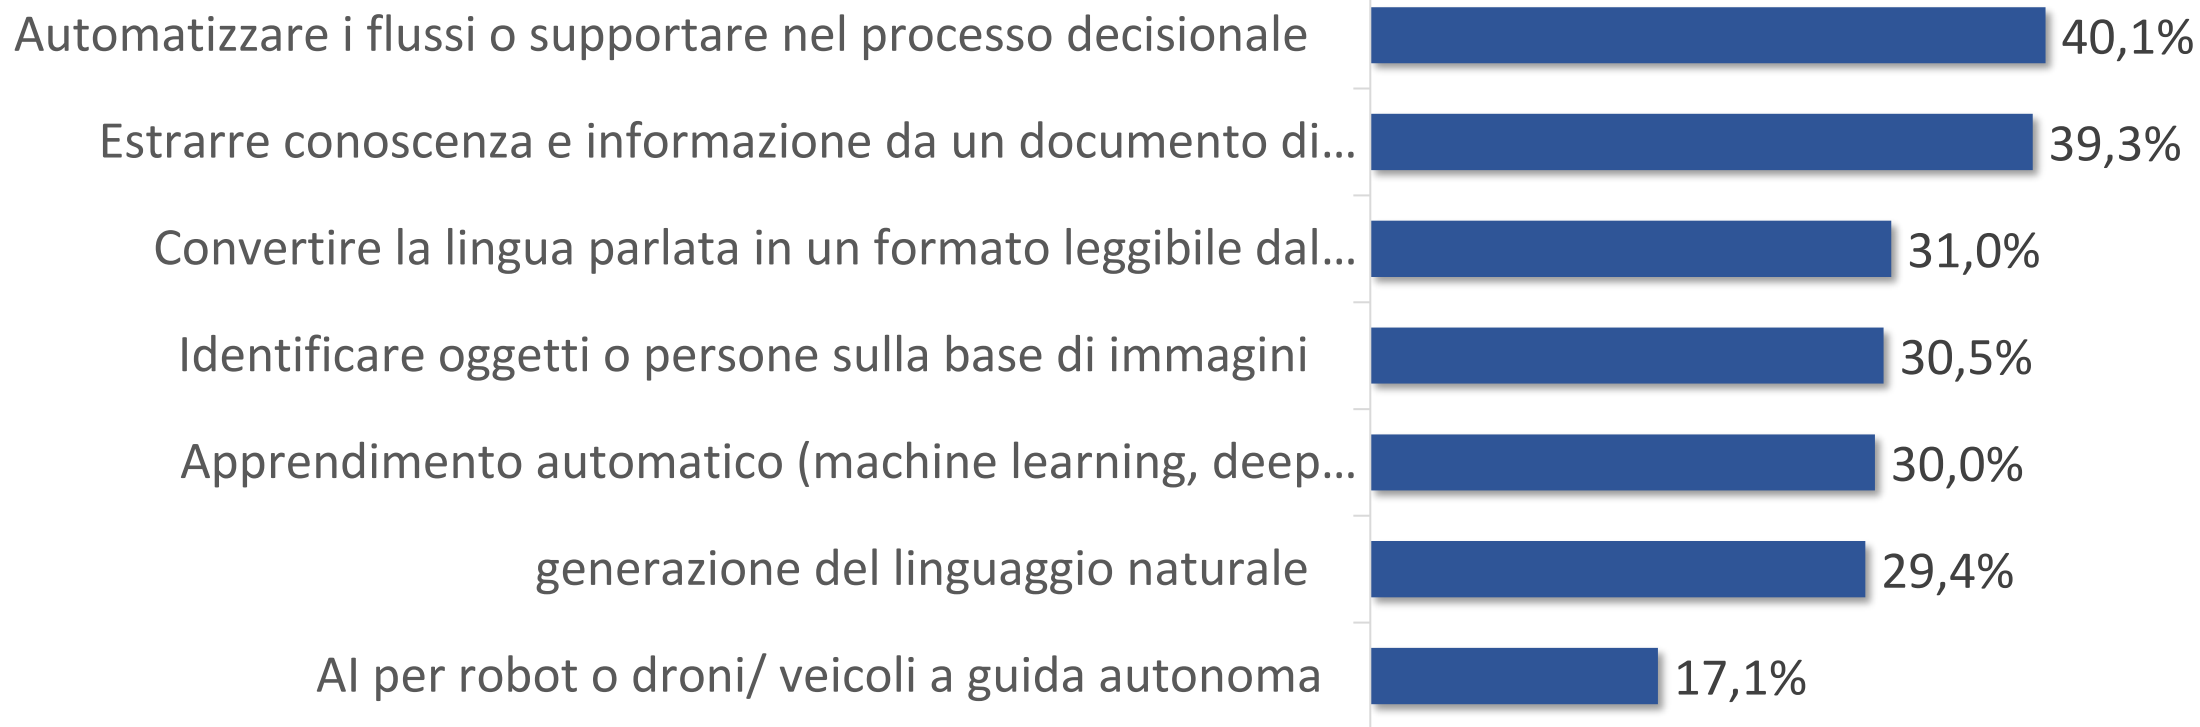 Automatizzare i flussi o supportare nel processo decisionale 40,1%
Estrarre conoscenza e informazione da un documento di… 39,3%
Convertire la lingua parlata in un formato leggibile dal… 31,0%
Identificare oggetti o persone sulla base di immagini 30,5%
Apprendimento automatico (machine learning, deep… 30,0%
generazione del linguaggio naturale 29,4%
AI per robot o droni/ veicoli a guida autonoma 17,1%